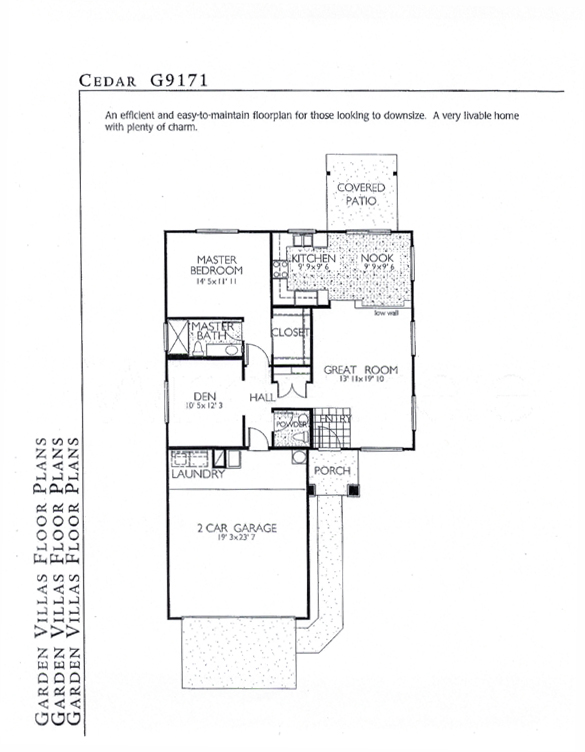 CEDAR G9171
An efficient and easy-to-maintain floorplan for those looking to downsize. A very livable home
with plenty of charm.
COVERED
PATIO
MASTER
BEDROOM
14' 5x11' 11
KITCHEN
9' 9x9' 6
NOOK
9' 9x9' 6
low wall
MASTER
BATH
CLOSET
GREAT ROOM
13' 11x19' 10
DEN
10' 5x12' 3
HALL
POWDER
ENTRY
LAUNDRY
PORCH
2 CAR GARAGE
19' 3x23' 7
GARDEN VILLAS FLOOR PLANS
GARDEN VILLAS FLOOR PLANS
GARDEN VILLAS FLOOR PLANS